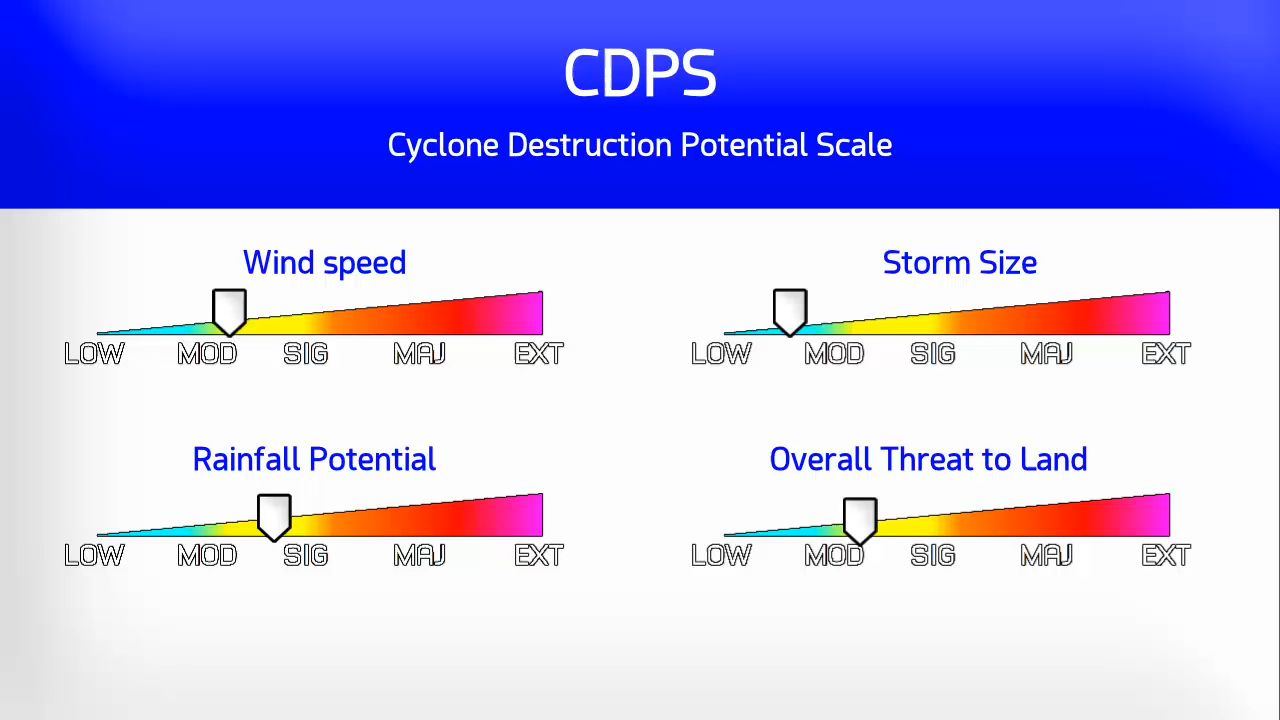 CDPS
Cyclone Destruction Potential Scale
Wind speed
LOW MOD SIG MAJ EXT
Storm Size
LOW MOD SIG MAJ EXT
Rainfall Potential
LOW MOD SIG MAJ EXT
Overall Threat to Land
LOW MOD SIG MAJ EXT